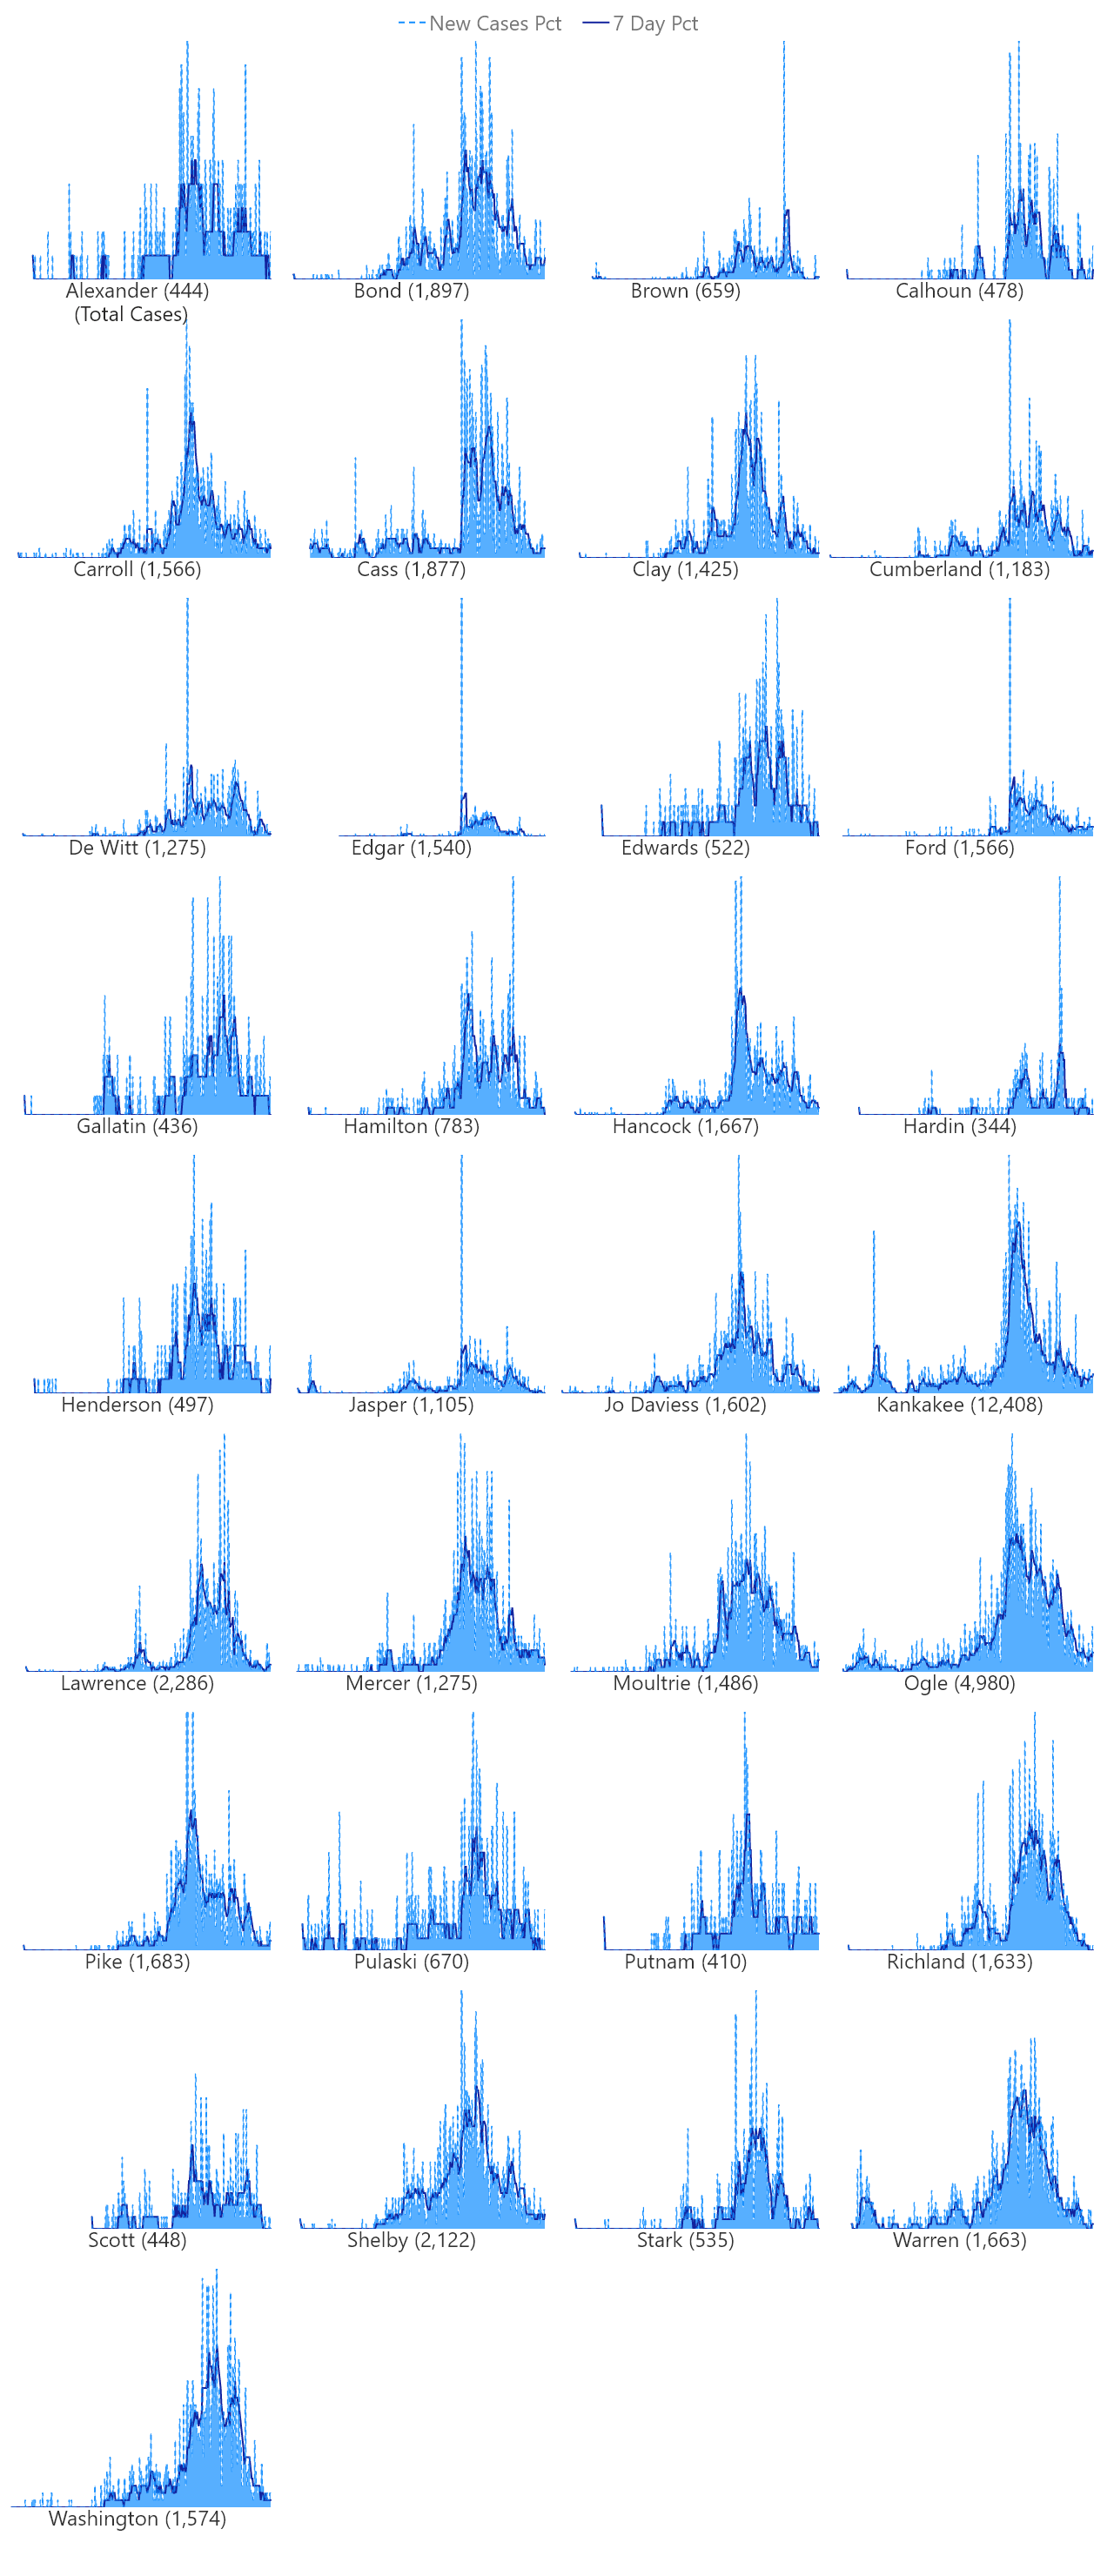 New Cases Pct 7 Day Pct
Alexander (444) Bond (1,897) Brown (659) Calhoun (478)
(Total Cases)
Carroll (1,566) Cass (1,877) Clay (1,425) Cumberland (1,183)
De Witt (1,275) Edgar (1,540) Edwards (522) Ford (1,566)
Gallatin (436) Hamilton (783) Hancock (1,667) Hardin (344)
Henderson (497) Jasper (1,105) Jo Daviess (1,602) Kankakee (12,408)
Lawrence (2,286) Mercer (1,275) Moultrie (1,486) Ogle (4,980)
Pike (1,683) Pulaski (670) Putnam (410) Richland (1,633)
Scott (448) Shelby (2,122) Stark (535) Warren (1,663)
Washington (1,574)